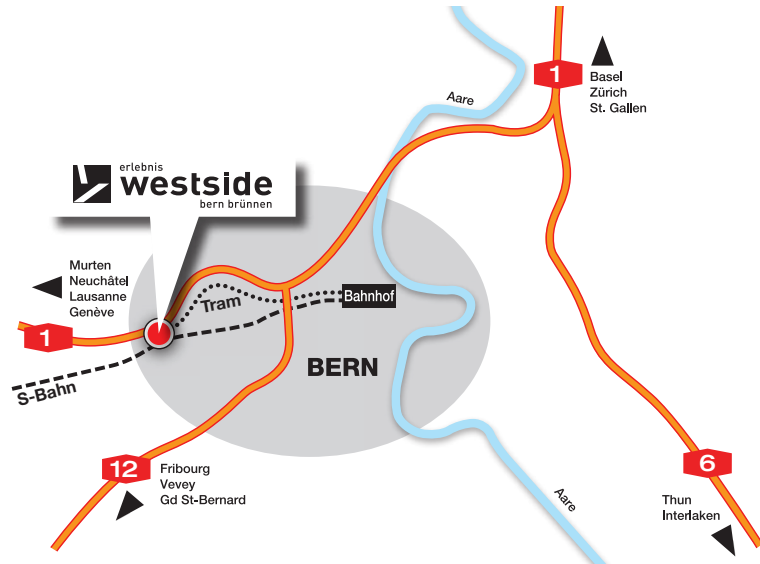 1
Basel
Zürich
St. Gallen
Aare
erlebnis
westside
bern brünnen
Murten
Neuchâtel
Lausanne
Genève
1
Tram
Bahnhof
S-Bahn
BERN
12
Fribourg
Vevey
Gd St-Bernard
6
Thun
Interlaken
Aare